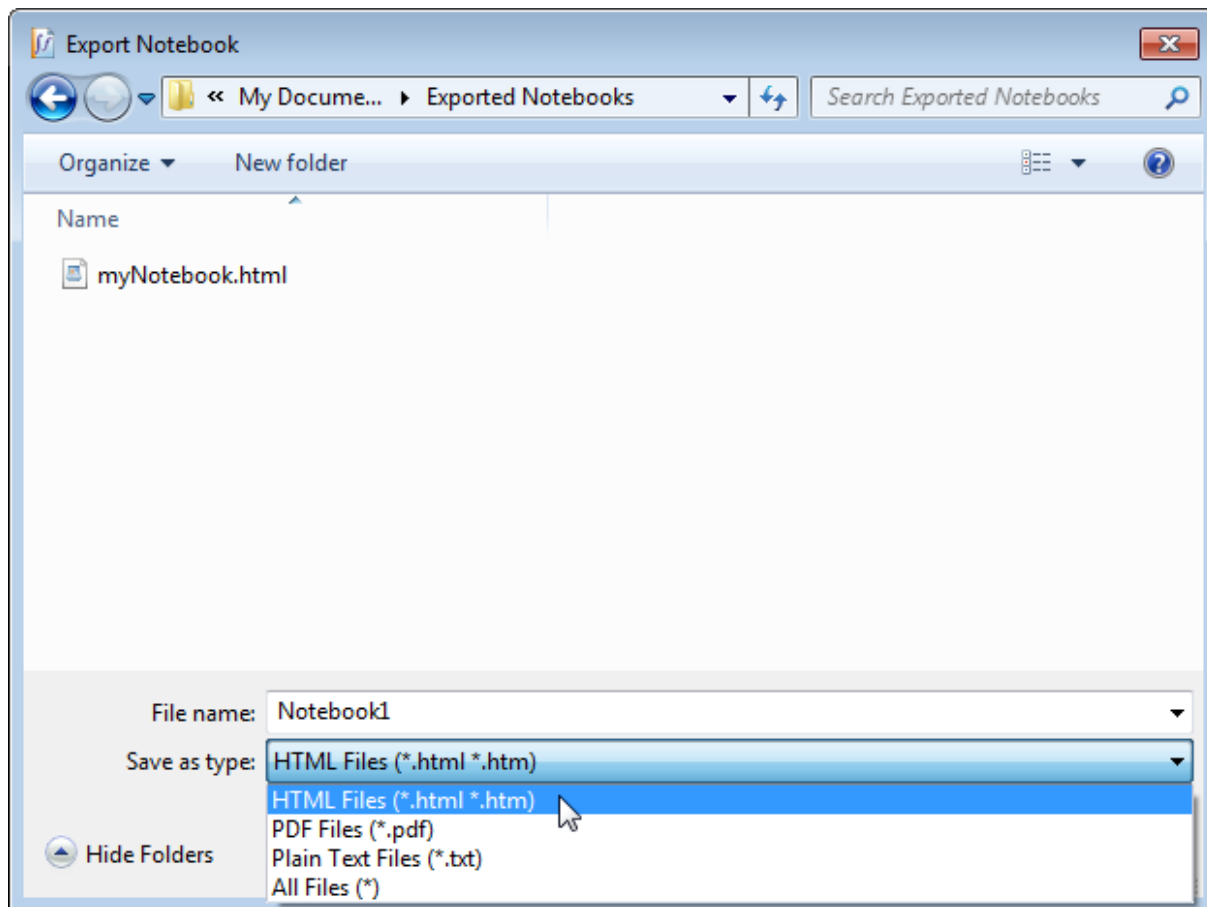 Export Notebook
« My Docume... Exported Notebooks Search Exported Notebooks
Organize New folder
Name
myNotebook.html
File name: Notebook1
Save as type: HTML Files (*.html *.htm)
HTML Files (*.html *.htm)
PDF Files (*.pdf)
Hide Folders
Plain Text Files (*.txt)
All Files (*)